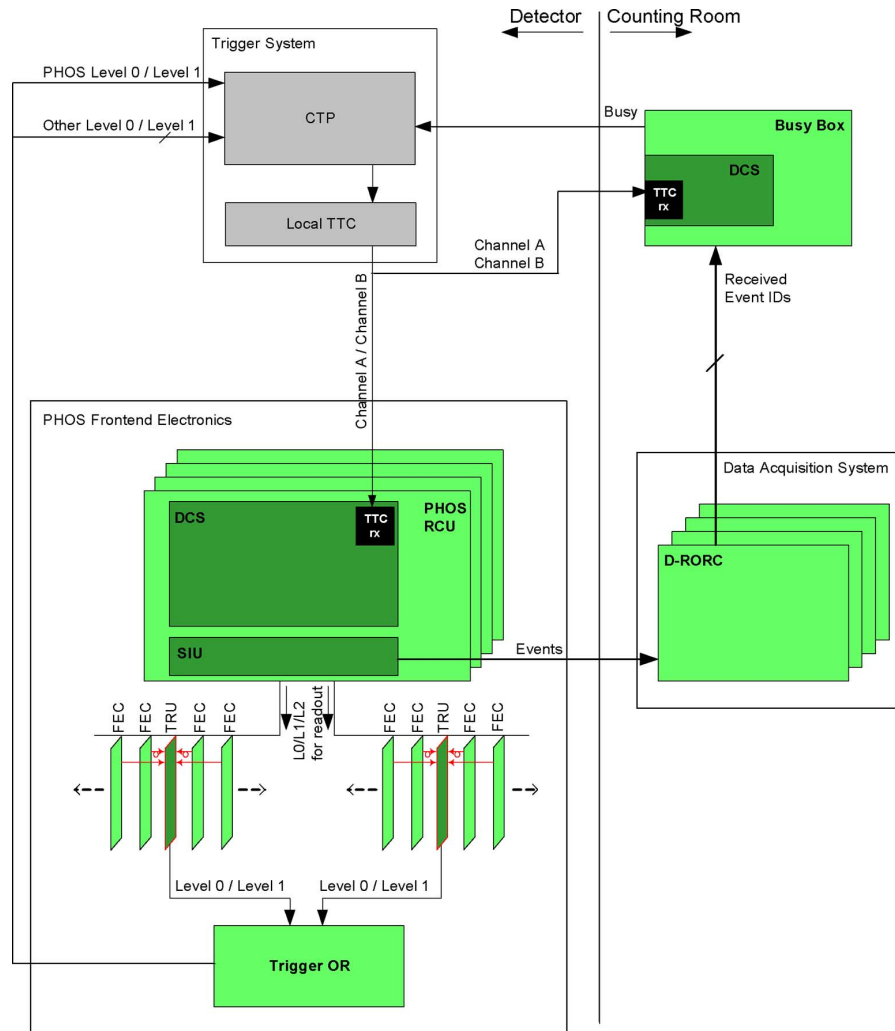 Detector
Counting Room
Trigger System
PHOS Level 0 / Level 1
CTP
Other Level 0 / Level 1
Busy
Busy Box
DCS
TTC
rx
Local TTC
Channel A
Channel B
Received
Event IDs
Channel A / Channel B
PHOS Frontend Electronics
Data Acquisition System
DCS
TTC
rx
PHOS
RCU
D-RORC
SIU
Events
FEC
FEC
TRU
FEC
FEC
L0/L1/L2
for readout
FEC
FEC
TRU
FEC
FEC
Level 0 / Level 1
Level 0 / Level 1
Trigger OR